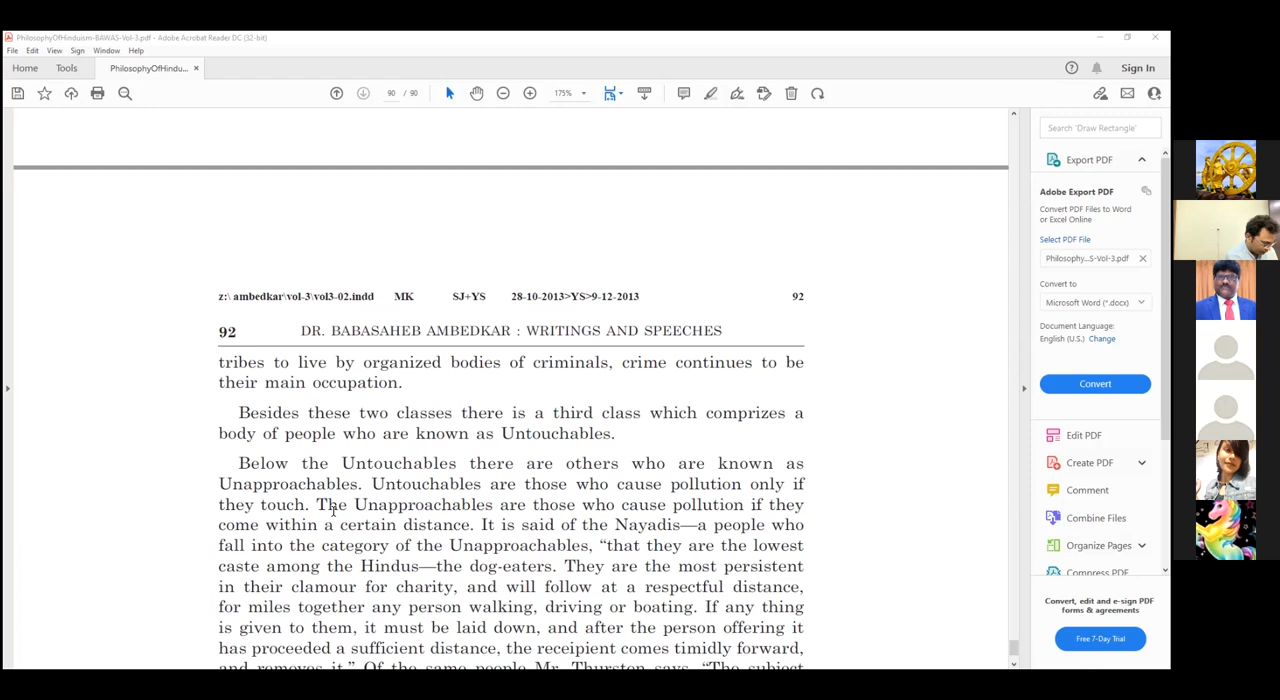 PhilosophyOfHinduism-BAWAS-Vol-3.pdf - Adobe Acrobat Reader DC (32-bit)
File Edit View Sign Window Help
Home Tools PhilosophyOfHindu... × Sign In
90 / 90 175%
z:\ ambedkar\vol-3\vol3-02.indd MK SJ+YS 28-10-2013>YS>9-12-2013 92
92 DR. BABASAHEB AMBEDKAR : WRITINGS AND SPEECHES
tribes to live by organized bodies of criminals, crime continues to be
their main occupation.
Besides these two classes there is a third class which comprizes a
body of people who are known as Untouchables.
Below the Untouchables there are others who are known as
Unapproachables. Untouchables are those who cause pollution only if
they touch. The Unapproachables are those who cause pollution if they
come within a certain distance. It is said of the Nayadis—a people who
fall into the category of the Unapproachables, “that they are the lowest
caste among the Hindus—the dog-eaters. They are the most persistent
in their clamour for charity, and will follow at a respectful distance,
for miles together any person walking, driving or boating. If any thing
is given to them, it must be laid down, and after the person offering it
has proceeded a sufficient distance, the receipient comes timidly forward,
and removes it.” Of the same people Mr. Thurston says, “The subject
Search 'Draw Rectangle'
Export PDF
Adobe Export PDF
Convert PDF Files to Word
or Excel Online
Select PDF File
Philosophy...S-Vol-3.pdf ×
Convert to
Microsoft Word (*.docx)
Document Language:
English (U.S.) Change
Convert
Edit PDF
Create PDF
Comment
Combine Files
Organize Pages
Compress PDF
Convert, edit and e-sign PDF
forms & agreements
Free 7-Day Trial